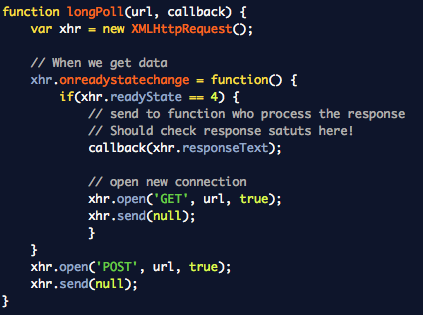 function longPoll(url, callback) {
    var xhr = new XMLHttpRequest();

    // When we get data
    xhr.onreadystatechange = function() {
        if(xhr.readyState == 4) {
            // send to function who process the response
            // Should check response satuts here!
            callback(xhr.responseText);

            // open new connection
            xhr.open('GET', url, true);
            xhr.send(null);
            }
    }
    xhr.open('POST', url, true);
    xhr.send(null);
}